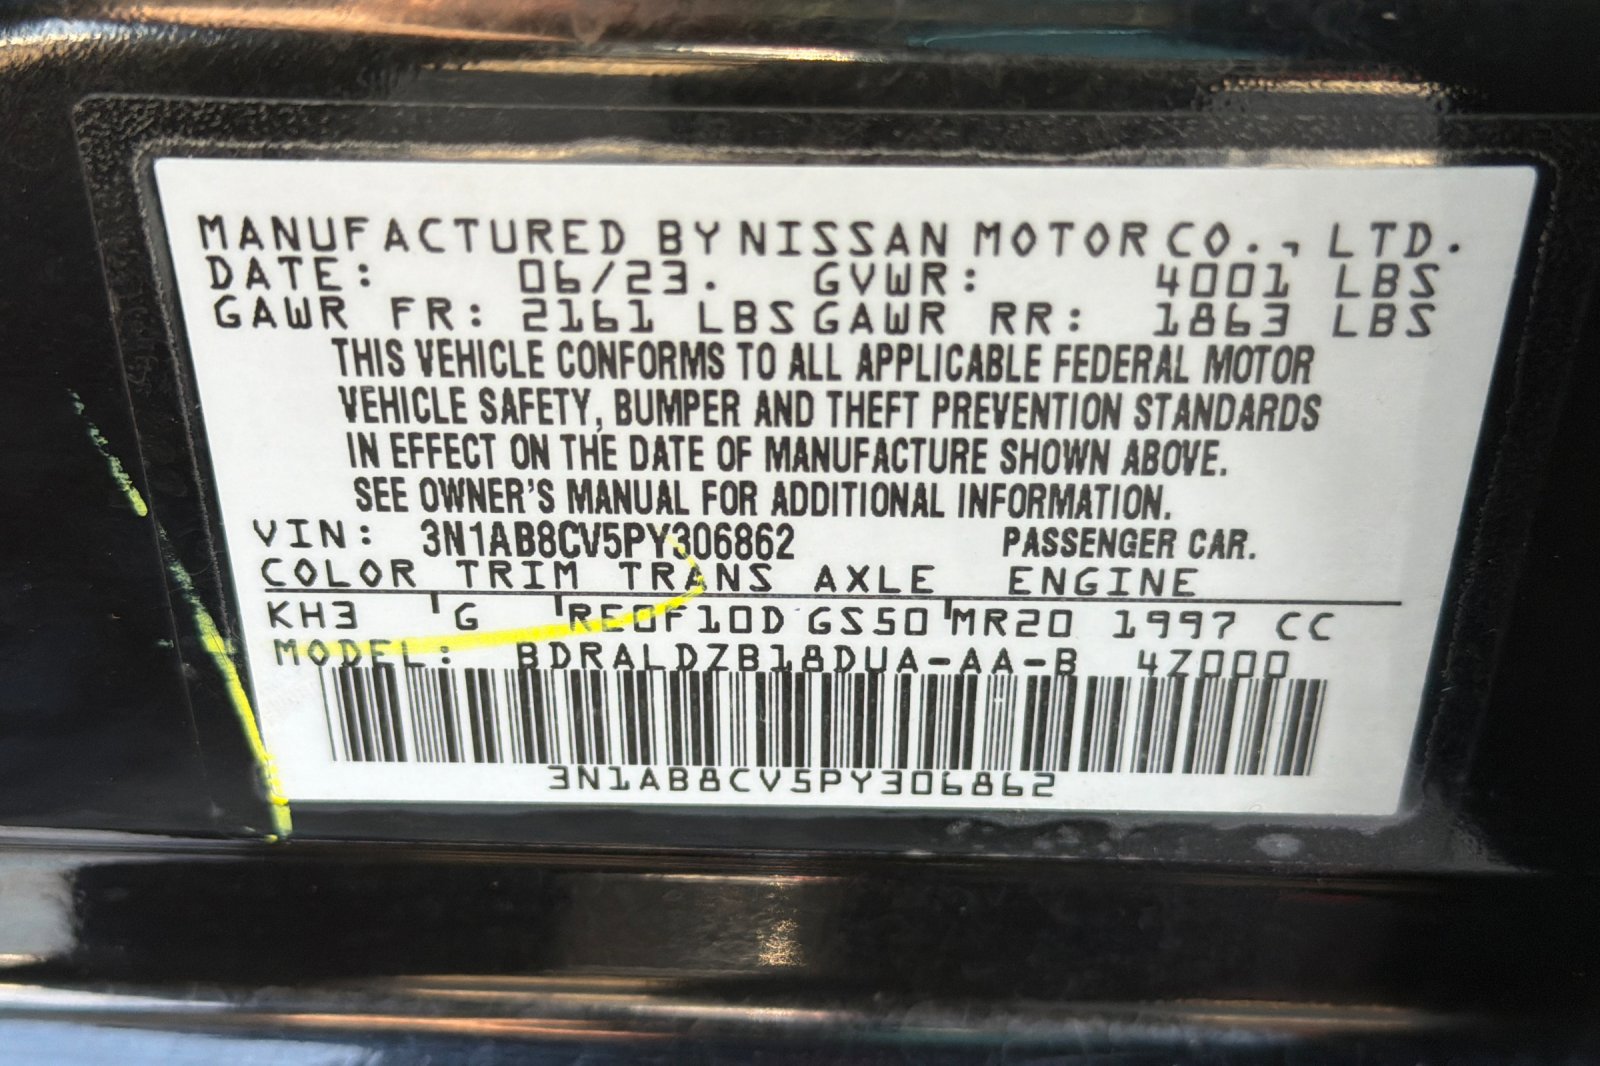 MANUFACTURED BY NISSAN MOTOR CO., LTD.
DATE: 06/23. GVWR: 4001 LBS
GAWR FR: 2161 LBS GAWR RR: 1863 LBS
THIS VEHICLE CONFORMS TO ALL APPLICABLE FEDERAL MOTOR
VEHICLE SAFETY, BUMPER AND THEFT PREVENTION STANDARDS
IN EFFECT ON THE DATE OF MANUFACTURE SHOWN ABOVE.
SEE OWNER'S MANUAL FOR ADDITIONAL INFORMATION.
VIN: 3N1AB8CV5PY306862 PASSENGER CAR.
COLOR TRIM TRANS AXLE ENGINE
KH3 G RE0F10D GS50 MR20 1997 CC
MODEL: BDRALDZB18DUA-AA-B 4Z000
3N1AB8CV5PY306862